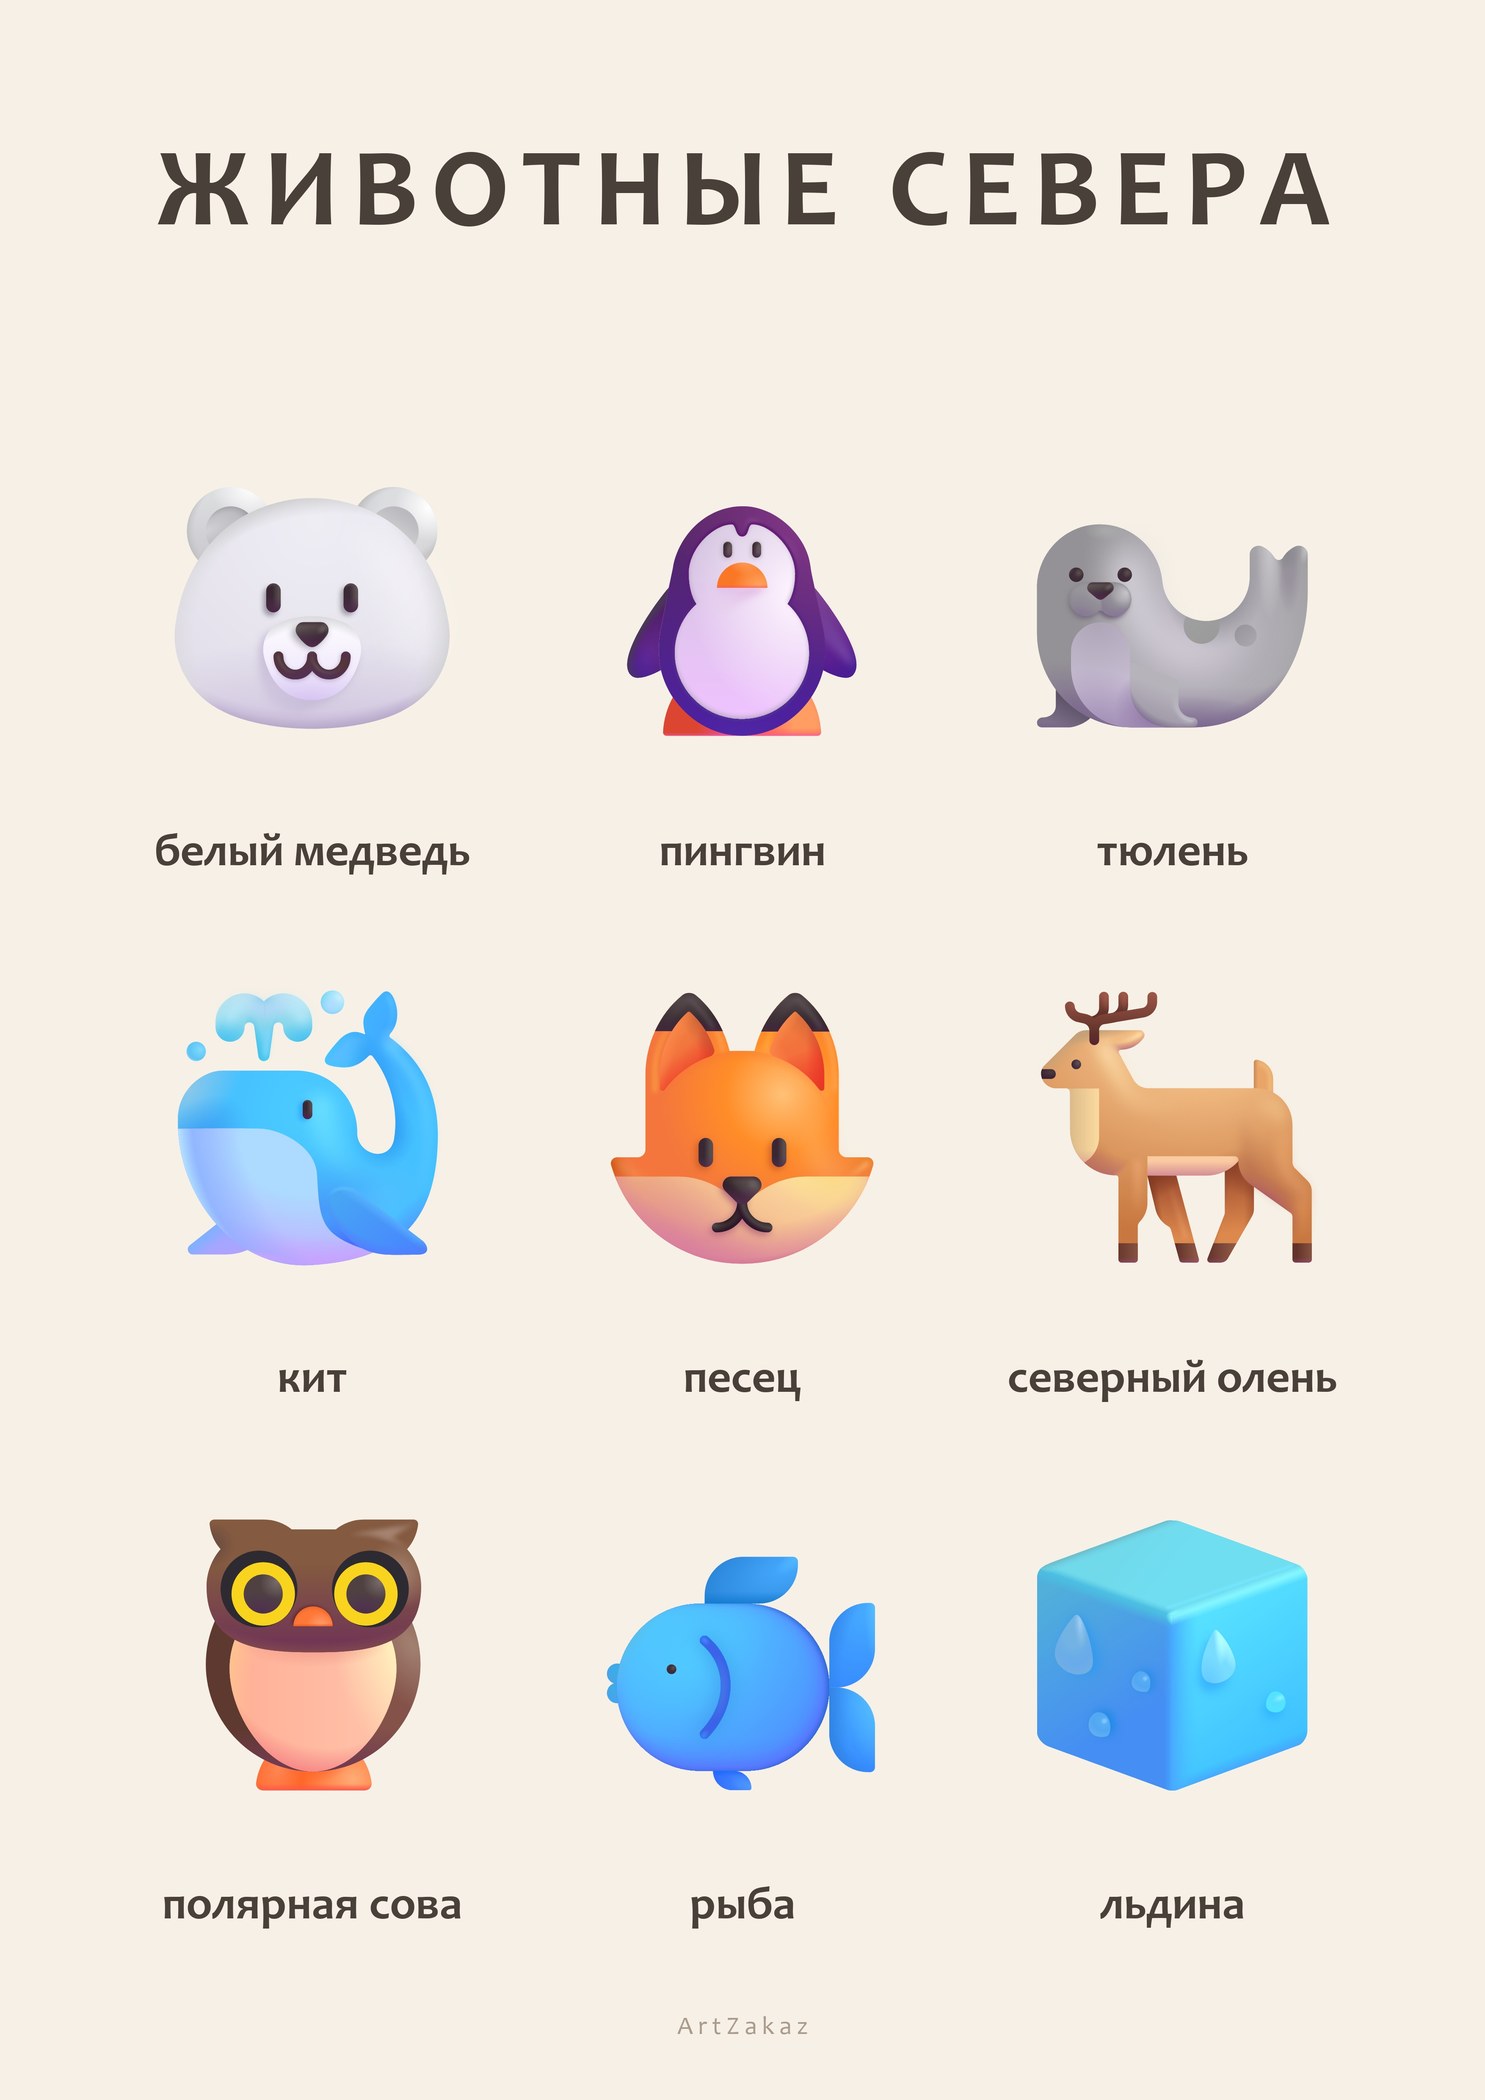 ЖИВОТНЫЕ СЕВЕРА
белый медведь
пингвин
тюлень
кит
песец
северный олень
полярная сова
рыба
льдина
ArtZakaz